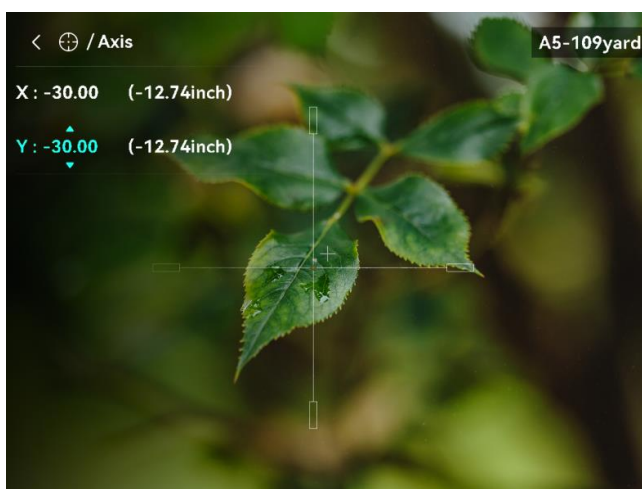 / Axis
A5-109yard
X : -30.00 (-12.74inch)
Y : -30.00 (-12.74inch)